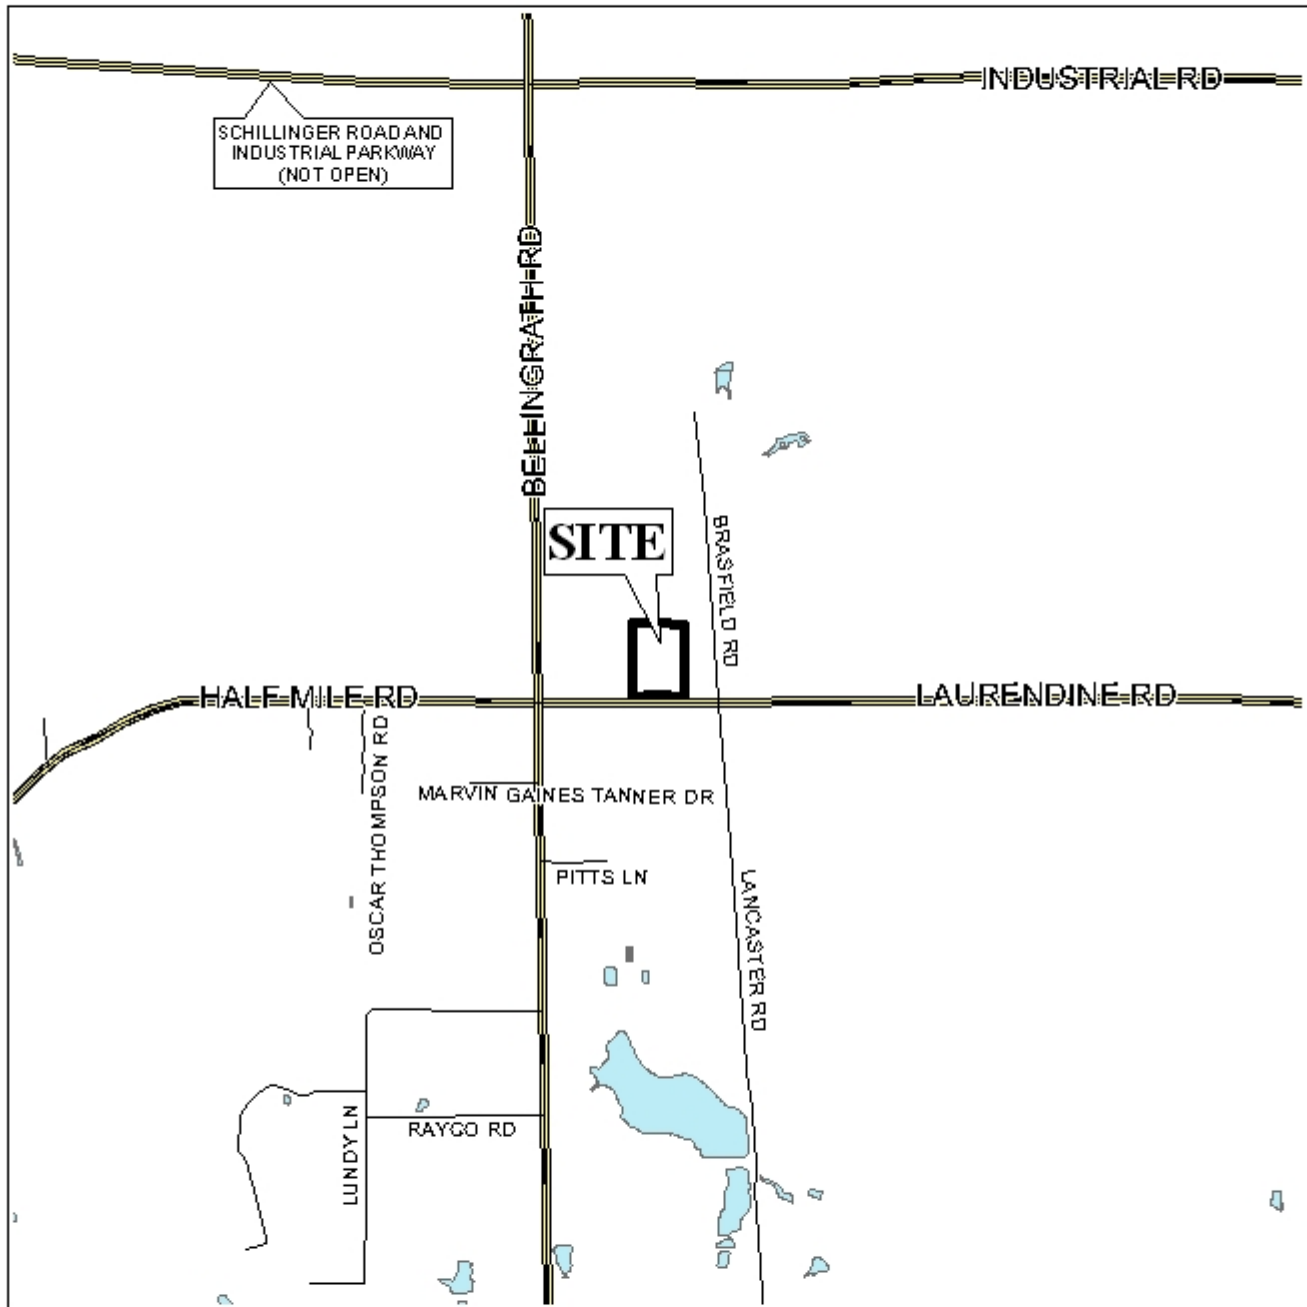 INDUSTRIAL RD
SCHILLINGER ROAD AND
INDUSTRIAL PARKWAY
(NOT OPEN)
BELLINGRATH RD
SITE
BRASFIELD RD
HALF MILE RD
LAURENDINE RD
OSCAR THOMPSON RD
MARVIN GAINES TANNER DR
PITTS LN
LANCASTER RD
LUNDY LN
RAYCO RD